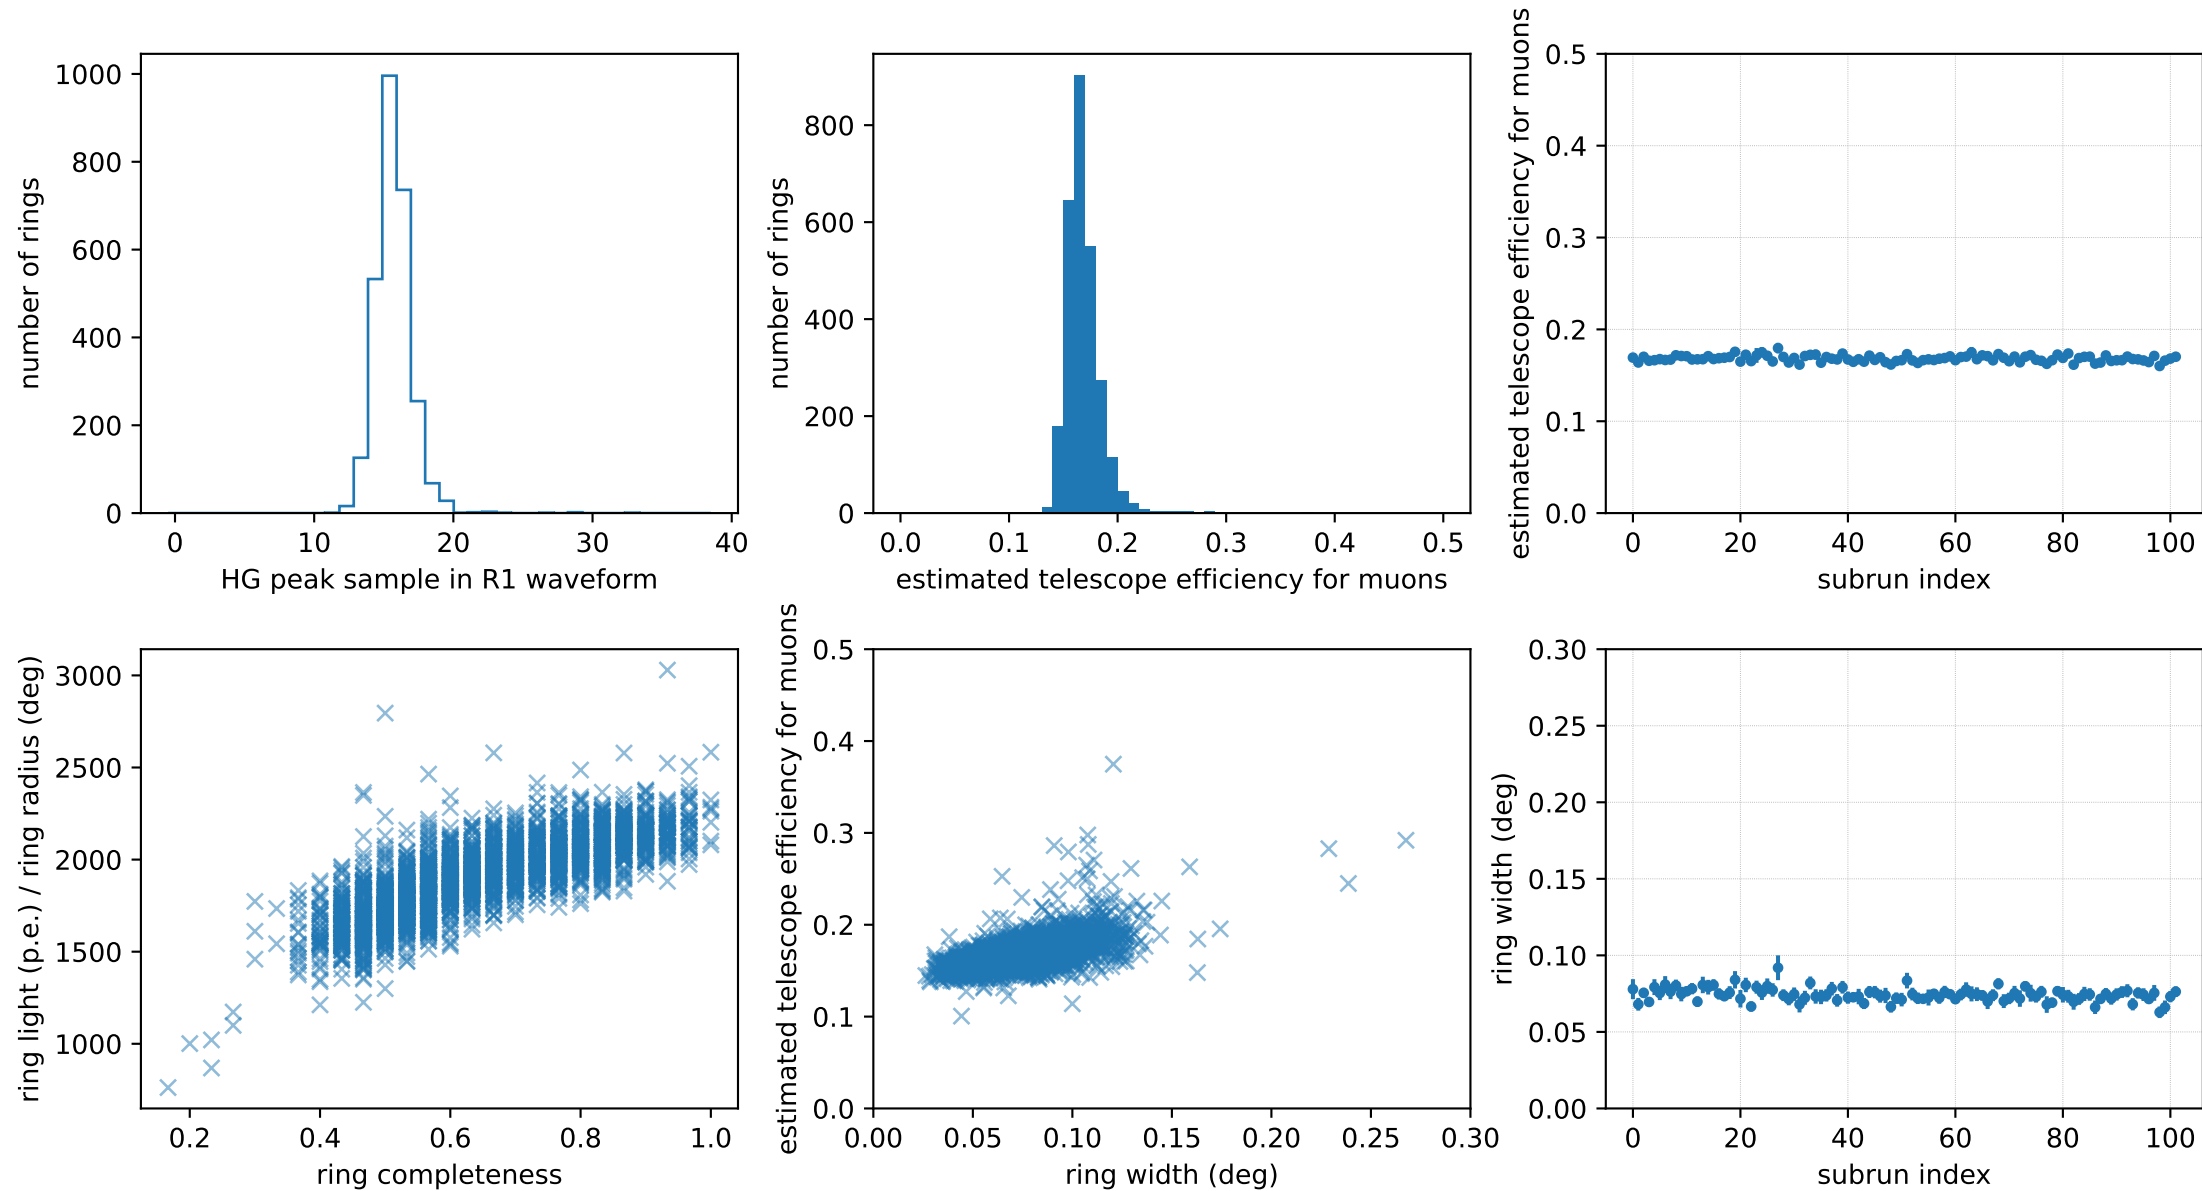 number of rings
1000
800
600
400
200
0
0 10 20 30 40
HG peak sample in R1 waveform
number of rings
800
600
400
200
0
0.0 0.1 0.2 0.3 0.4 0.5
estimated telescope efficiency for muons
estimated telescope efficiency for muons
0.5
0.4
0.3
0.2
0.1
0.0
0 20 40 60 80 100
subrun index
ring light (p.e.) / ring radius (deg)
3000
2500
2000
1500
1000
0.2 0.4 0.6 0.8 1.0
ring completeness
estimated telescope efficiency for muons
0.5
0.4
0.3
0.2
0.1
0.0
0.00 0.05 0.10 0.15 0.20 0.25 0.30
ring width (deg)
ring width (deg)
0.30
0.25
0.20
0.15
0.10
0.05
0.00
0 20 40 60 80 100
subrun index